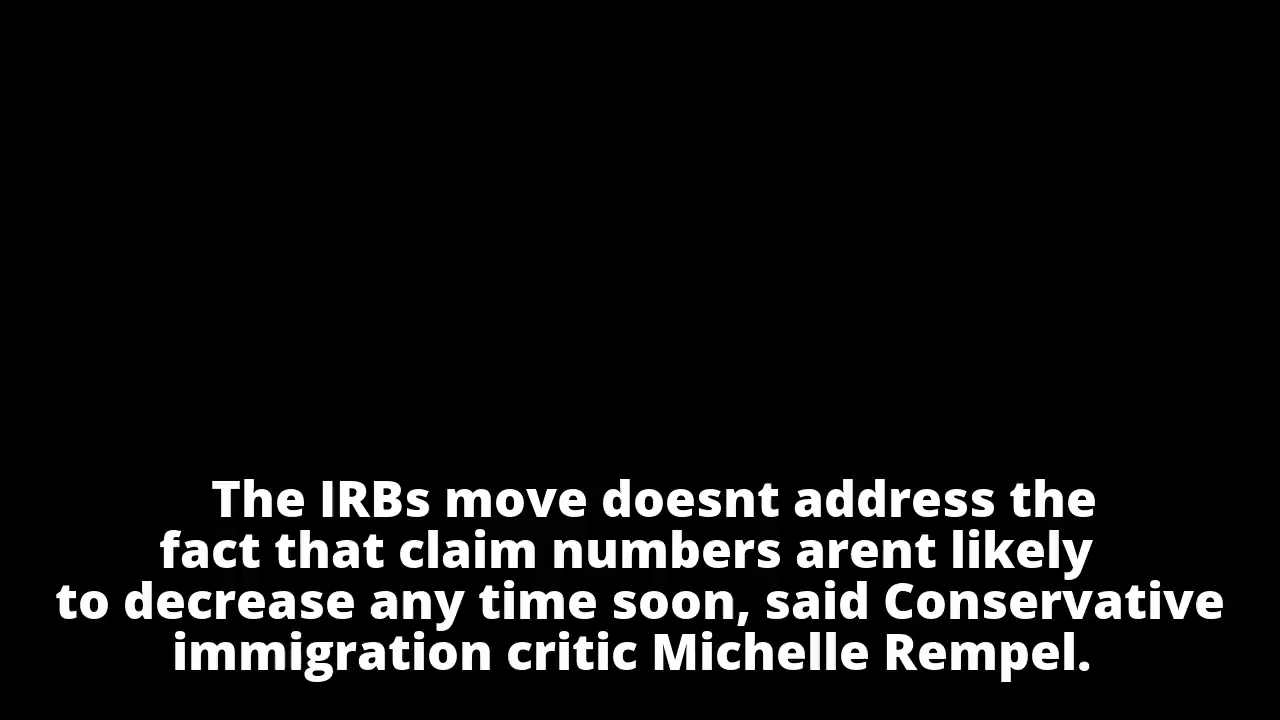 The IRBs move doesnt address the
fact that claim numbers arent likely
to decrease any time soon, said Conservative
immigration critic Michelle Rempel.